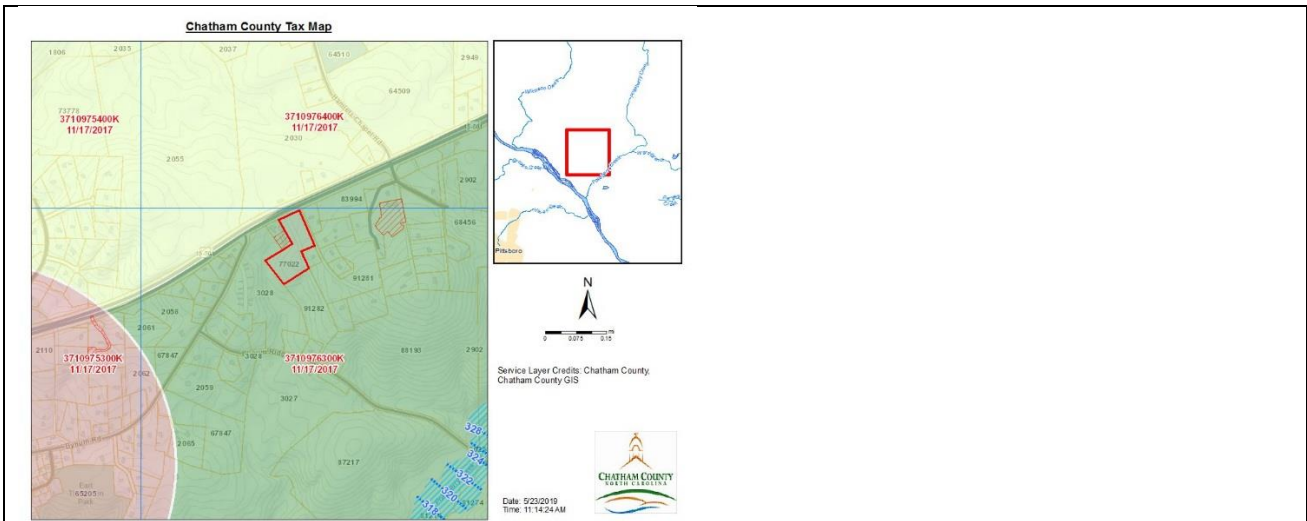 Chatham County Tax Map
1806
2035
2037
64510
2949
73778
64509
3710975400K
11/17/2017
3710976400K
11/17/2017
2030
2055
2902
83994
68456
77022
91281
3028
91282
2058
2061
2110
3710975300K
11/17/2017
2062
67847
3028
3710976300K
11/17/2017
88193
2902
2059
3027
67847
2065
87217
East
Park
65205
328
324
322
320
318
Pittsboro
N
0 0.075 0.15 mi
Service Layer Credits: Chatham County,
Chatham County GIS
CHATHAM COUNTY
NORTH CAROLINA
Date: 5/23/2019
Time: 11:14:24 AM